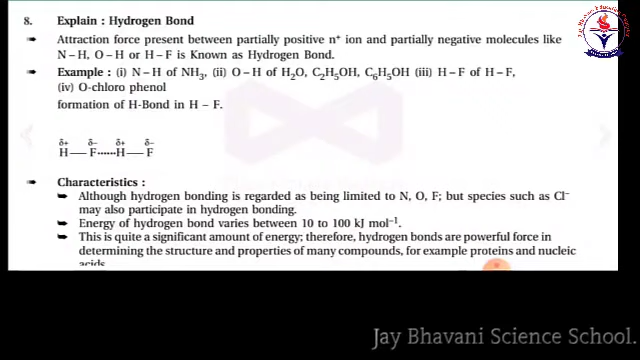 8. Explain : Hydrogen Bond
➠ Attraction force present between partially positive n⁺ in and partially negative molecules like
N – H, O – H or H – F is Known as Hydrogen Bond.
➠ Example : (i) N – H of NH₃, (ii) O – H of H₂O, C₂H₅OH, C₆H₅OH (iii) H – F of H – F,
(iv) O-chloro phenol
formation of H-Bond in H – F.
δ+ δ– δ+ δ–
H — F ······ H — F
➠ Characteristics :
➥ Although hydrogen bonding is regarded as being limited to N, O, F; but species such as Cl⁻
may also participate in hydrogen bonding.
➥ Energy of hydrogen bond varies between 10 to 100 kJ mol⁻¹.
➥ This is quite a significant amount of energy; therefore, hydrogen bonds are powerful force in
determining the structure and properties of many compounds, for example proteins and nucleic
acids
Jay Bhavani Science School.